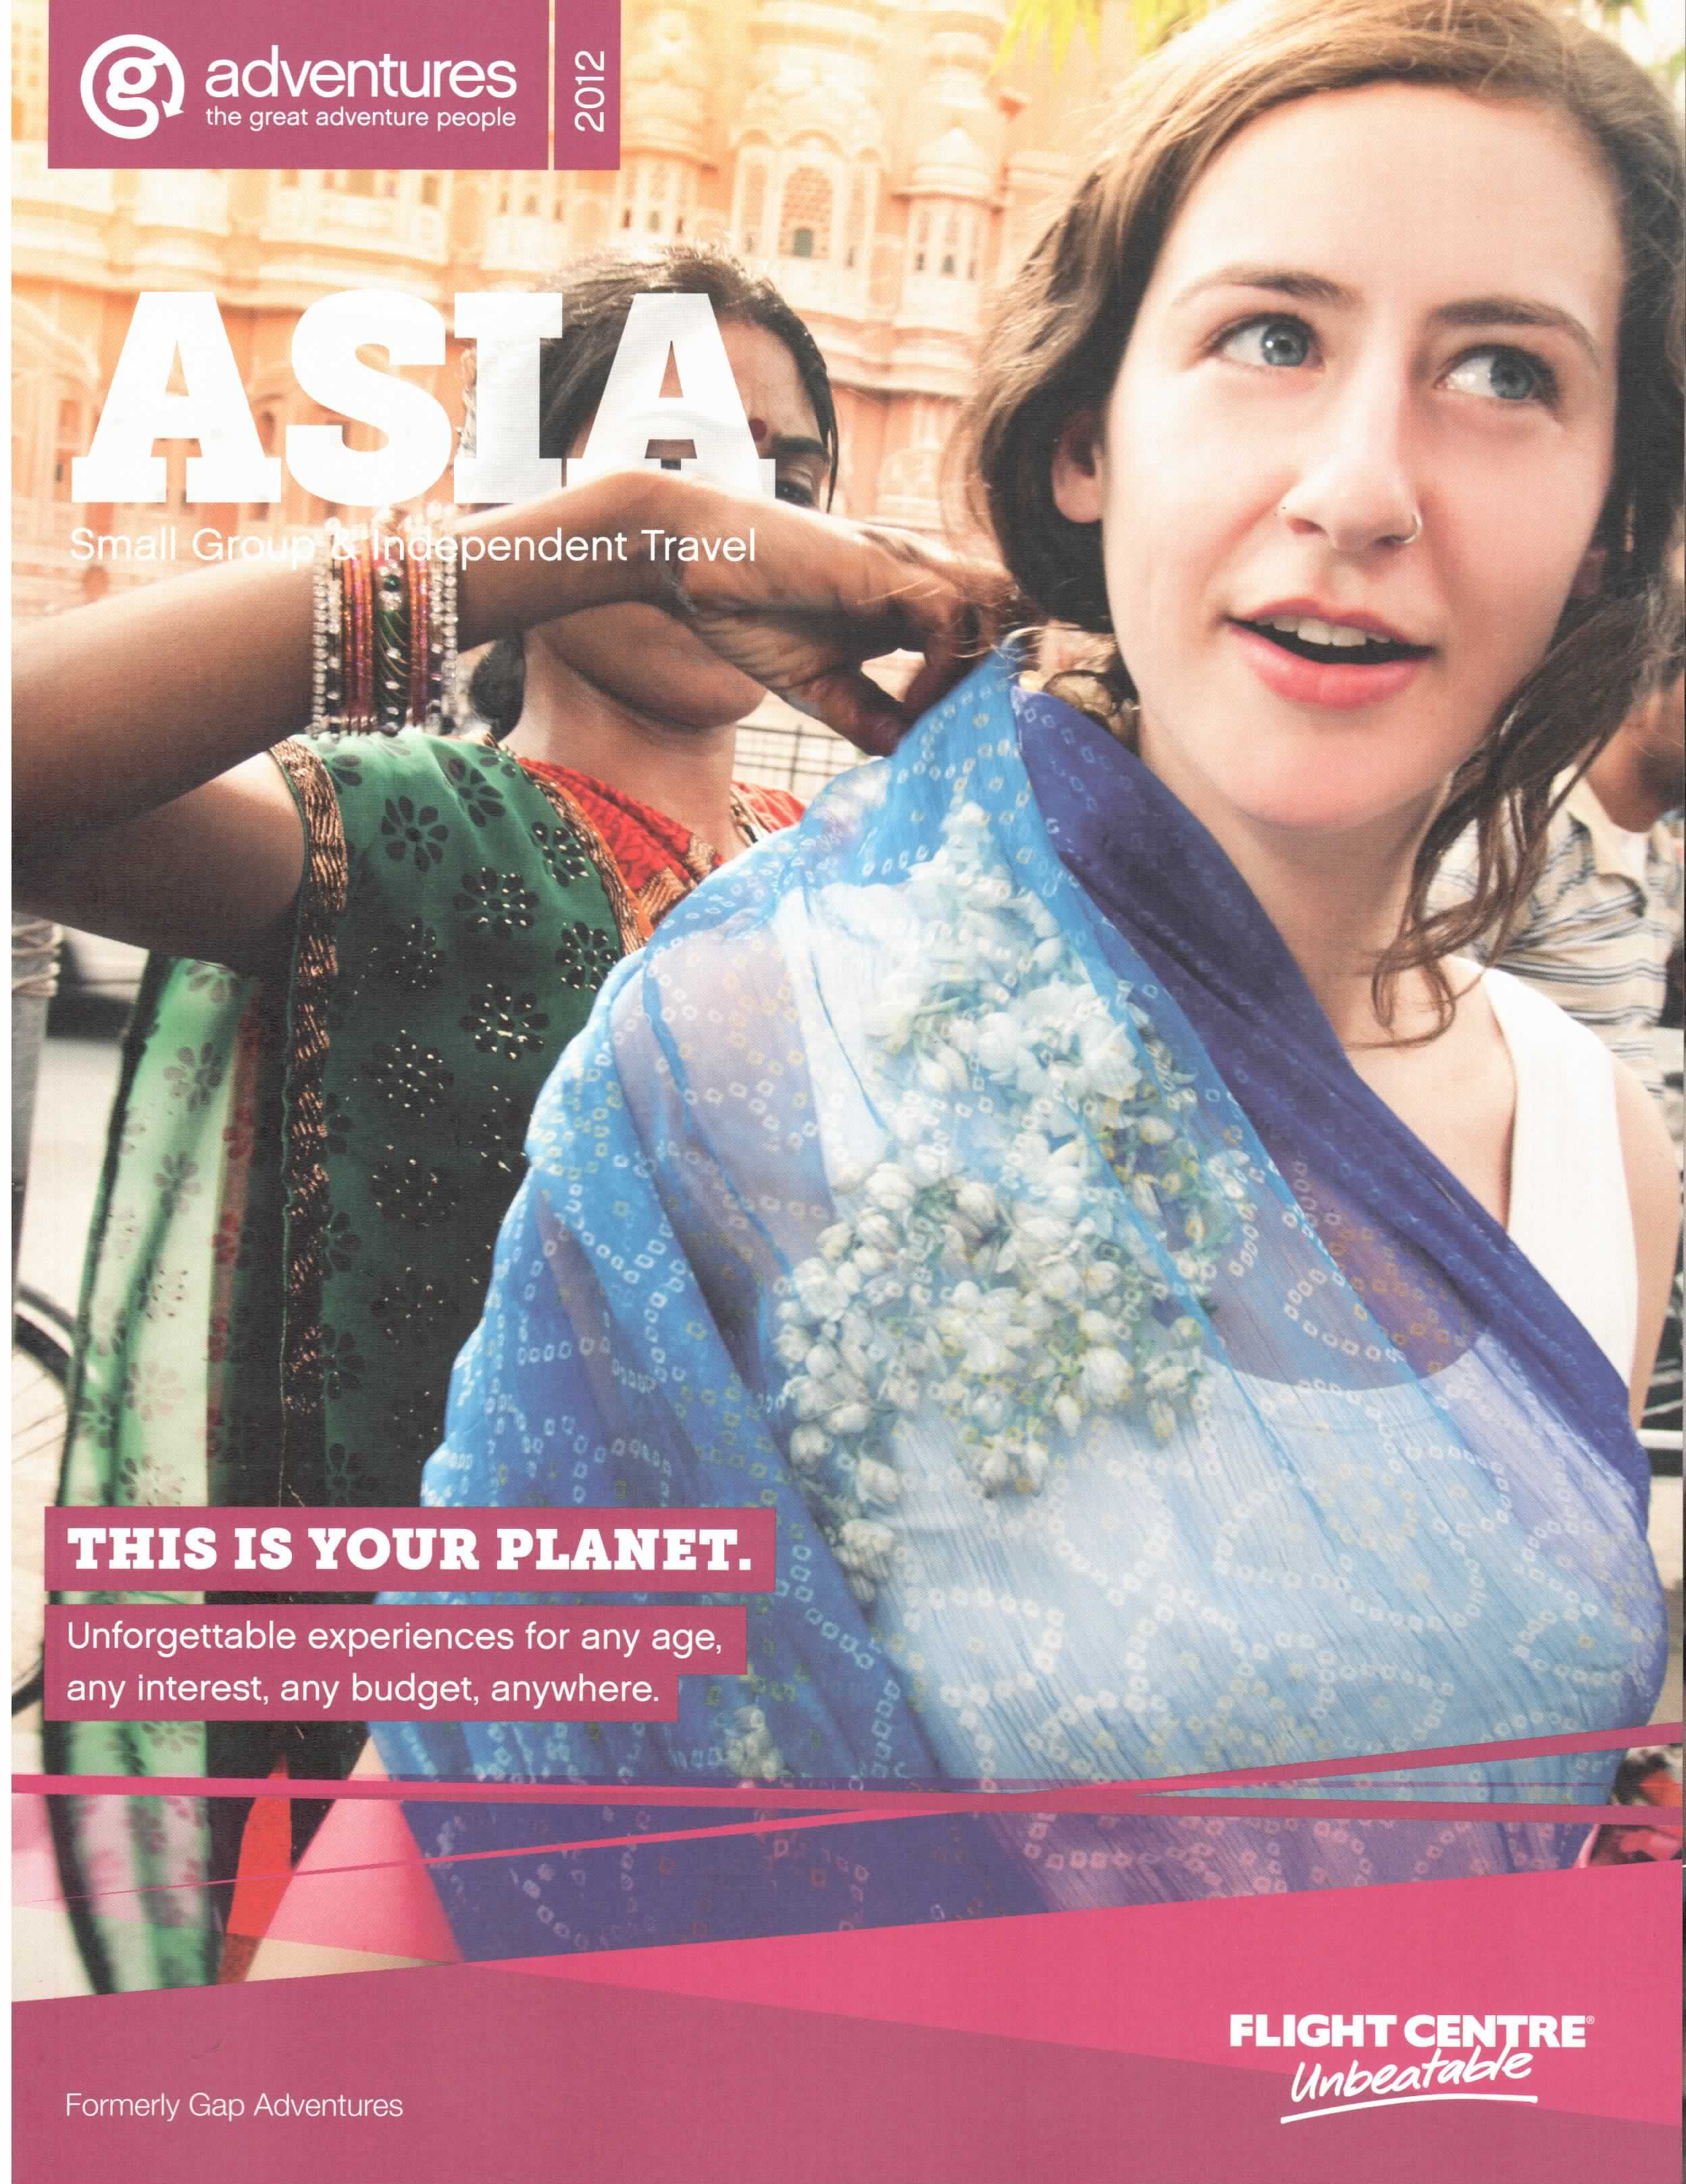 g adventures
the great adventure people
2012
ASIA
Small Group & Independent Travel
THIS IS YOUR PLANET.
Unforgettable experiences for any age,
any interest, any budget, anywhere.
FLIGHT CENTRE®
Unbeatable
Formerly Gap Adventures